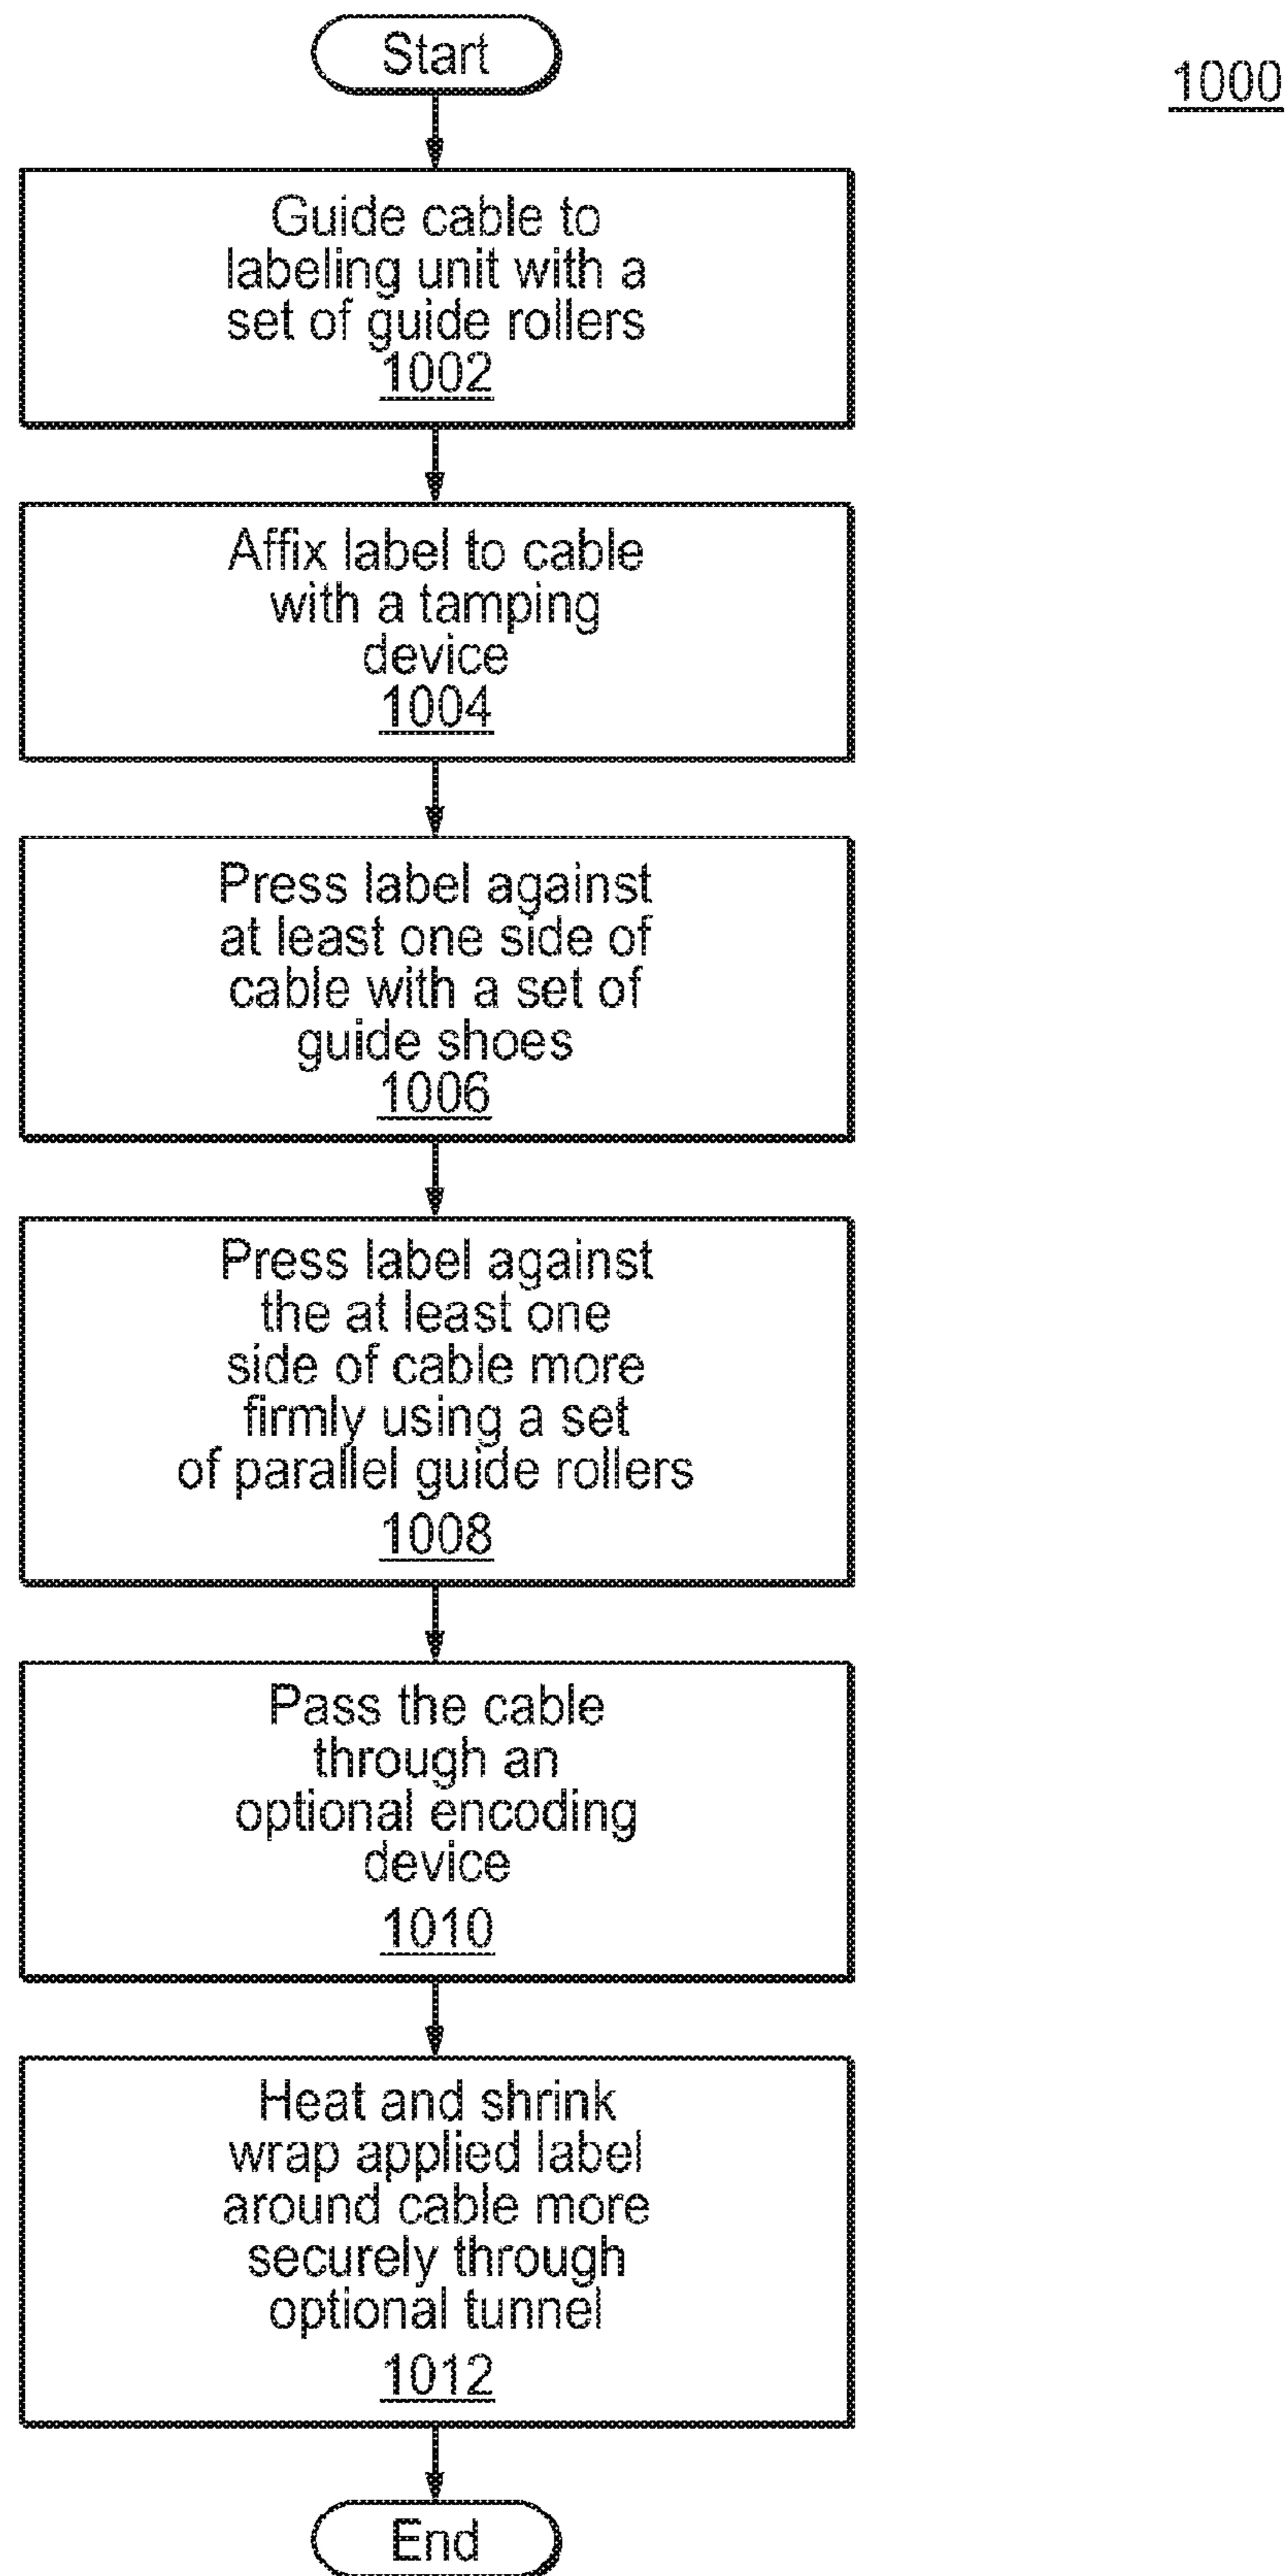 Start
1000
Guide cable to
labeling unit with a
set of guide rollers
1002
Affix label to cable
with a tamping
device
1004
Press label against
at least one side of
cable with a set of
guide shoes
1006
Press label against
the at least one
side of cable more
firmly using a set
of parallel guide rollers
1008
Pass the cable
through an
optional encoding
device
1010
Heat and shrink
wrap applied label
around cable more
securely through
optional tunnel
1012
End